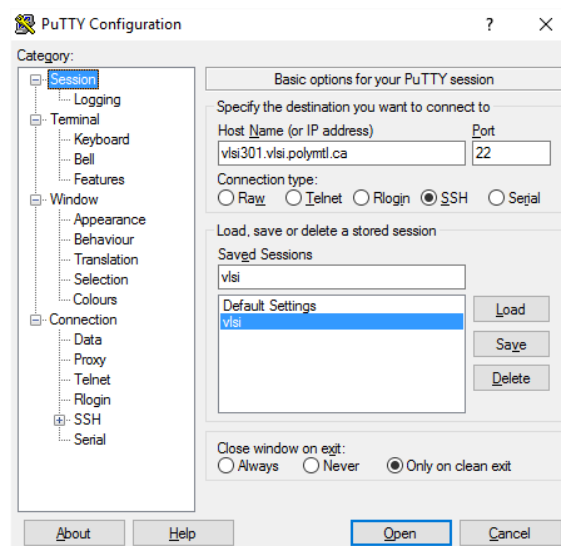 PuTTY Configuration
Category:
Session
Logging
Terminal
Keyboard
Bell
Features
Window
Appearance
Behaviour
Translation
Selection
Colours
Connection
Data
Proxy
Telnet
Rlogin
SSH
Serial
Basic options for your PuTTY session
Specify the destination you want to connect to
Host Name (or IP address) Port
vlsi301.vlsi.polymtl.ca 22
Connection type:
Raw Telnet Rlogin SSH Serial
Load, save or delete a stored session
Saved Sessions
vlsi
Default Settings
vlsi
Load
Save
Delete
Close window on exit:
Always Never Only on clean exit
About Help Open Cancel